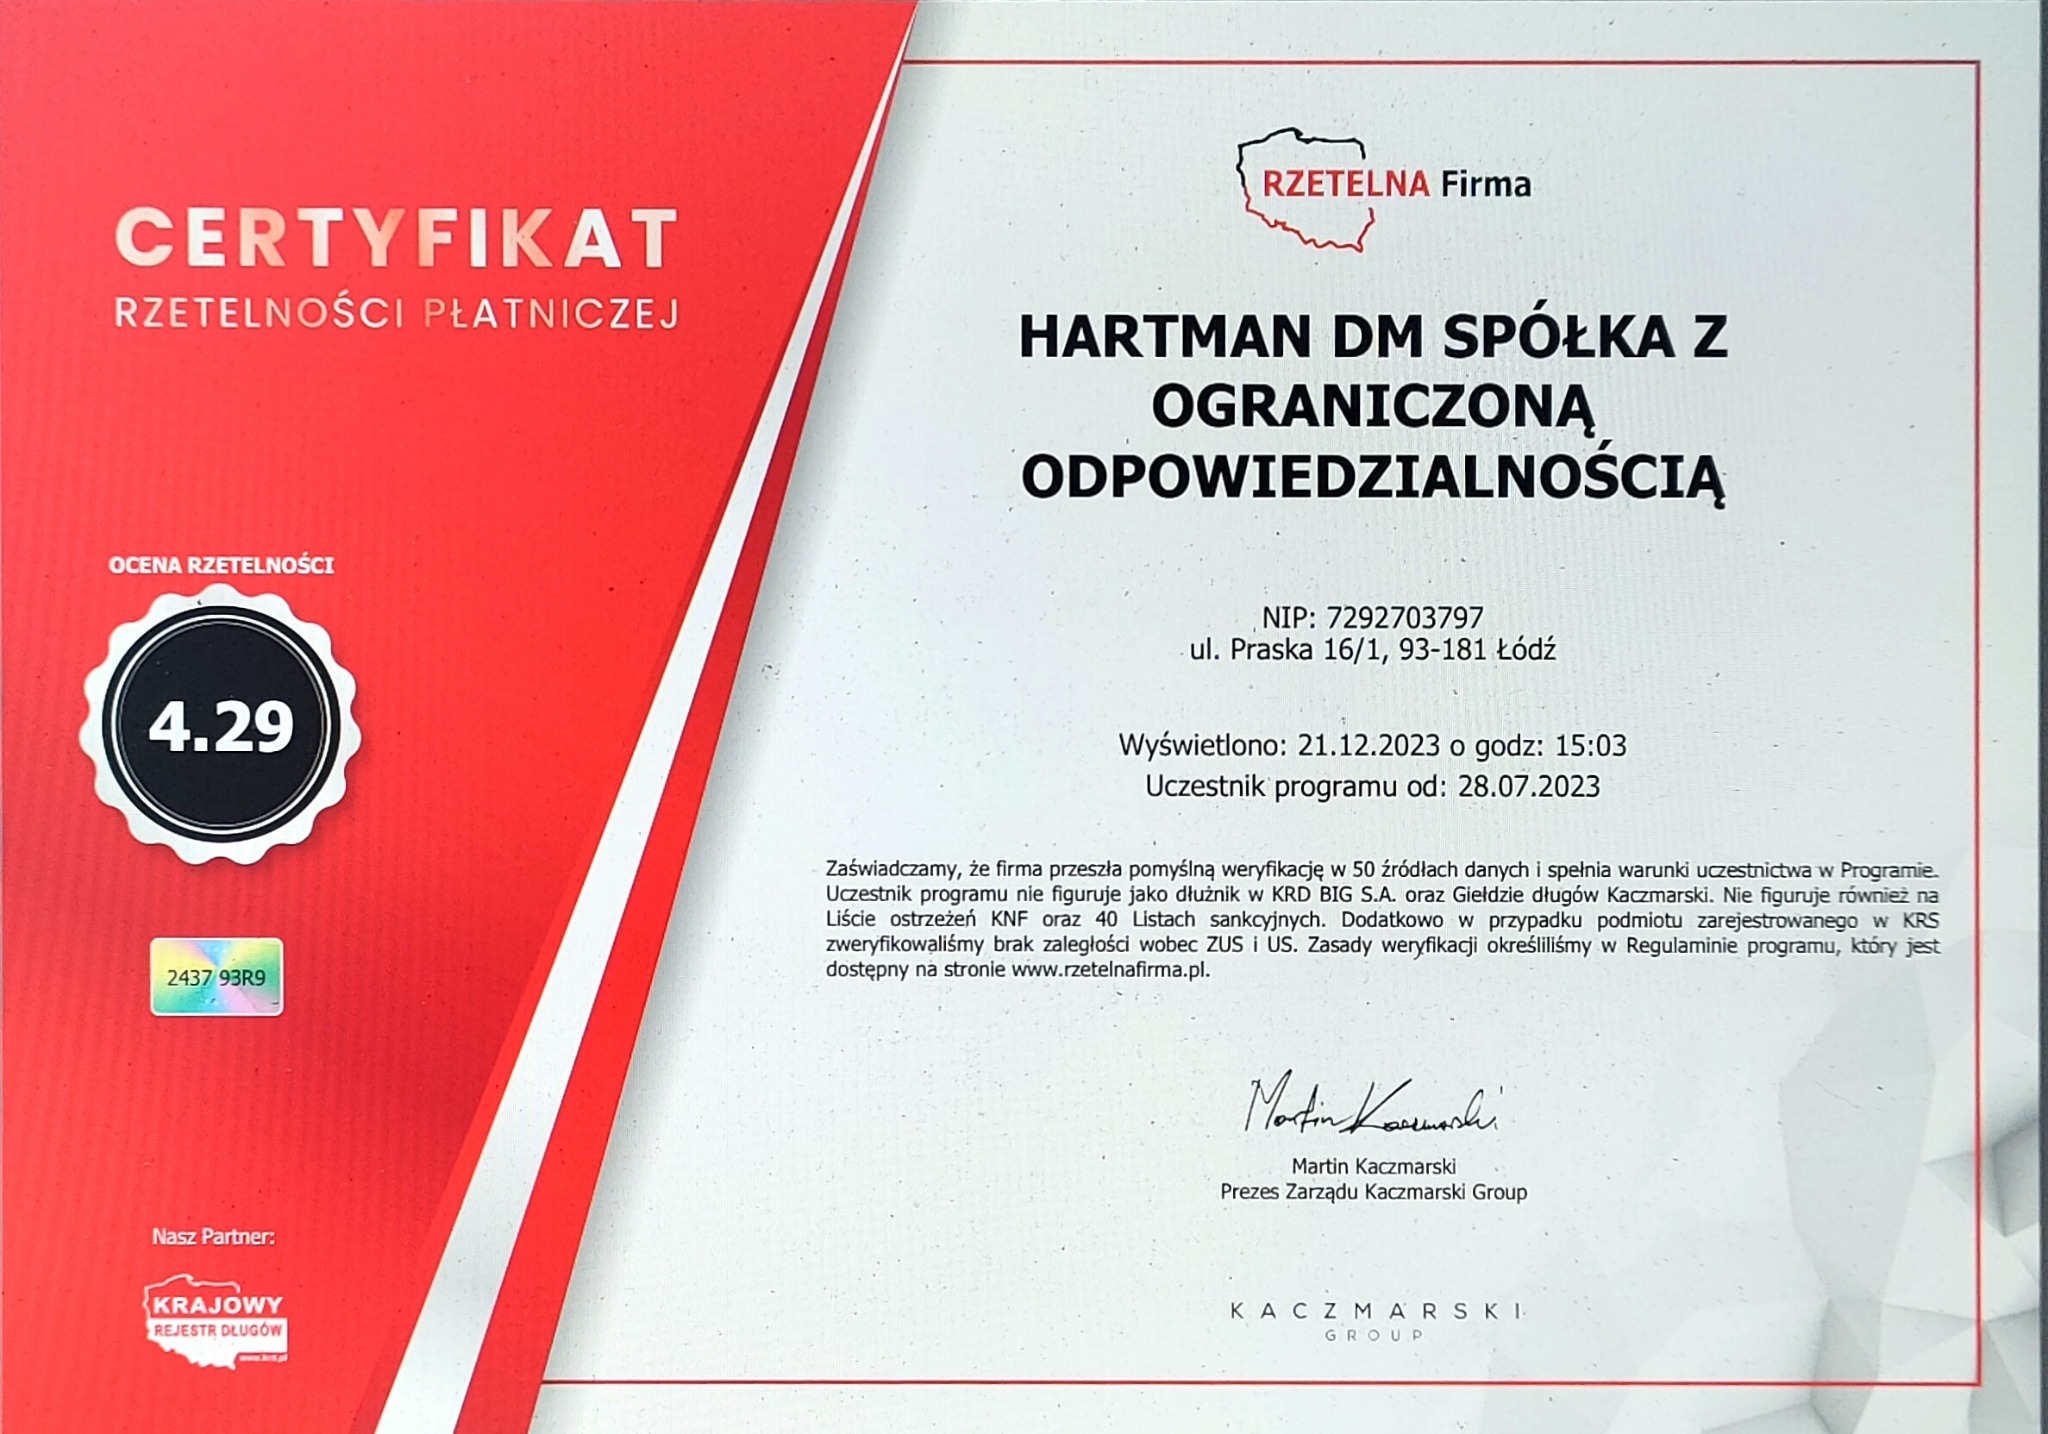 CERTYFIKAT
RZETELNOŚCI PŁATNICZEJ
OCENA RZETELNOŚCI
4.29
2437 93R9
Nasz Partner:
KRAJOWY
REJESTR DŁUGÓW
www.krd.pl
RZETELNA Firma
HARTMAN DM SPÓŁKA Z
OGRANICZONĄ
ODPOWIEDZIALNOŚCIĄ
NIP: 7292703797
ul. Praska 16/1, 93-181 Łódź
Wyświetlono: 21.12.2023 o godz: 15:03
Uczestnik programu od: 28.07.2023
Zaświadczamy, że firma przeszła pomyślną weryfikację w 50 źródłach danych i spełnia warunki uczestnictwa w Programie.
Uczestnik programu nie figuruje jako dłużnik w KRD BIG S.A. oraz Giełdzie długów Kaczmarski. Nie figuruje również na
Liście ostrzeżeń KNF oraz 40 Listach sankcyjnych. Dodatkowo w przypadku podmiotu zarejestrowanego w KRS
zweryfikowaliśmy brak zaległości wobec ZUS i US. Zasady weryfikacji określiliśmy w Regulaminie programu, który jest
dostępny na stronie www.rzetelnafirma.pl.
Martin Kaczmarski
Martin Kaczmarski
Prezes Zarządu Kaczmarski Group
KACZMARSKI
GROUP